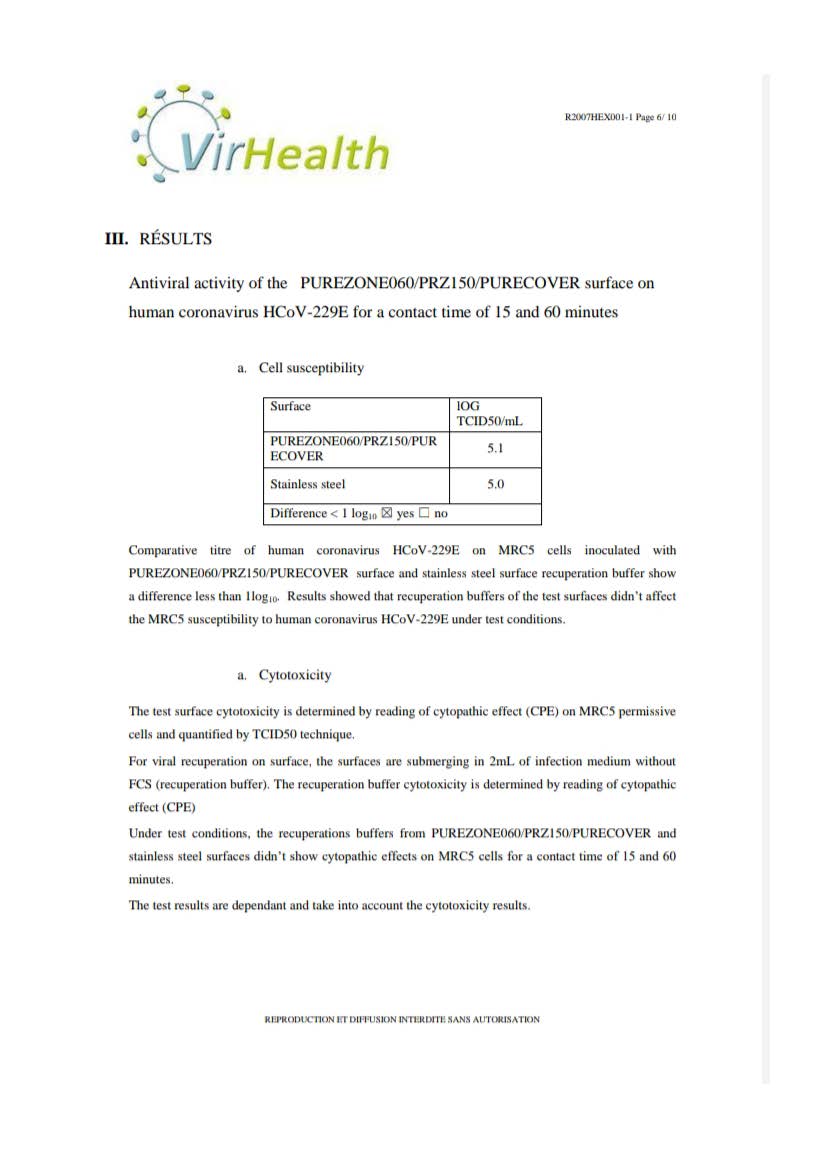 VirHealth
R2007HEX001-1 Page 6/ 10
III. RÉSULTS
Antiviral activity of the PUREZONE060/PRZ150/PURECOVER surface on
human coronavirus HCoV-229E for a contact time of 15 and 60 minutes
a. Cell susceptibility
Surface lOG
TCID50/mL
PUREZONE060/PRZ150/PUR
ECOVER 5.1
Stainless steel 5.0
Difference < 1 log₁₀ ☒ yes ☐ no
Comparative titre of human coronavirus HCoV-229E on MRC5 cells inoculated with
PUREZONE060/PRZ150/PURECOVER surface and stainless steel surface recuperation buffer show
a difference less than 1log₁₀. Results showed that recuperation buffers of the test surfaces didn't affect
the MRC5 susceptibility to human coronavirus HCoV-229E under test conditions.
a. Cytotoxicity
The test surface cytotoxicity is determined by reading of cytopathic effect (CPE) on MRC5 permissive
cells and quantified by TCID50 technique.
For viral recuperation on surface, the surfaces are submerging in 2mL of infection medium without
FCS (recuperation buffer). The recuperation buffer cytotoxicity is determined by reading of cytopathic
effect (CPE)
Under test conditions, the recuperations buffers from PUREZONE060/PRZ150/PURECOVER and
stainless steel surfaces didn't show cytopathic effects on MRC5 cells for a contact time of 15 and 60
minutes.
The test results are dependant and take into account the cytotoxicity results.
REPRODUCTION ET DIFFUSION INTERDITE SANS AUTORISATION